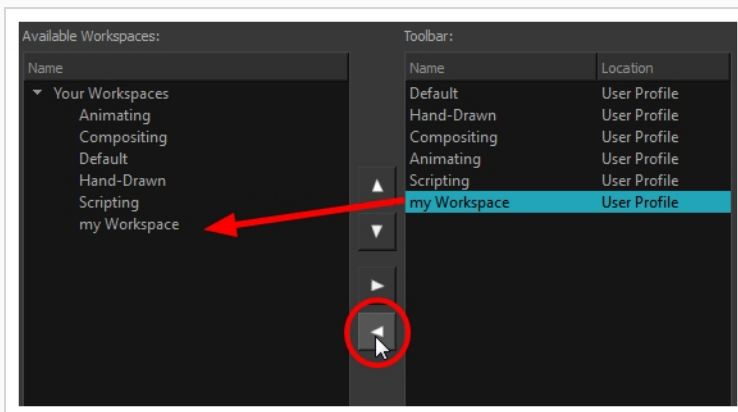 Available Workspaces:
Name
Your Workspaces
Animating
Compositing
Default
Hand-Drawn
Scripting
my Workspace
Toolbar:
Name Location
Default User Profile
Hand-Drawn User Profile
Compositing User Profile
Animating User Profile
Scripting User Profile
my Workspace User Profile